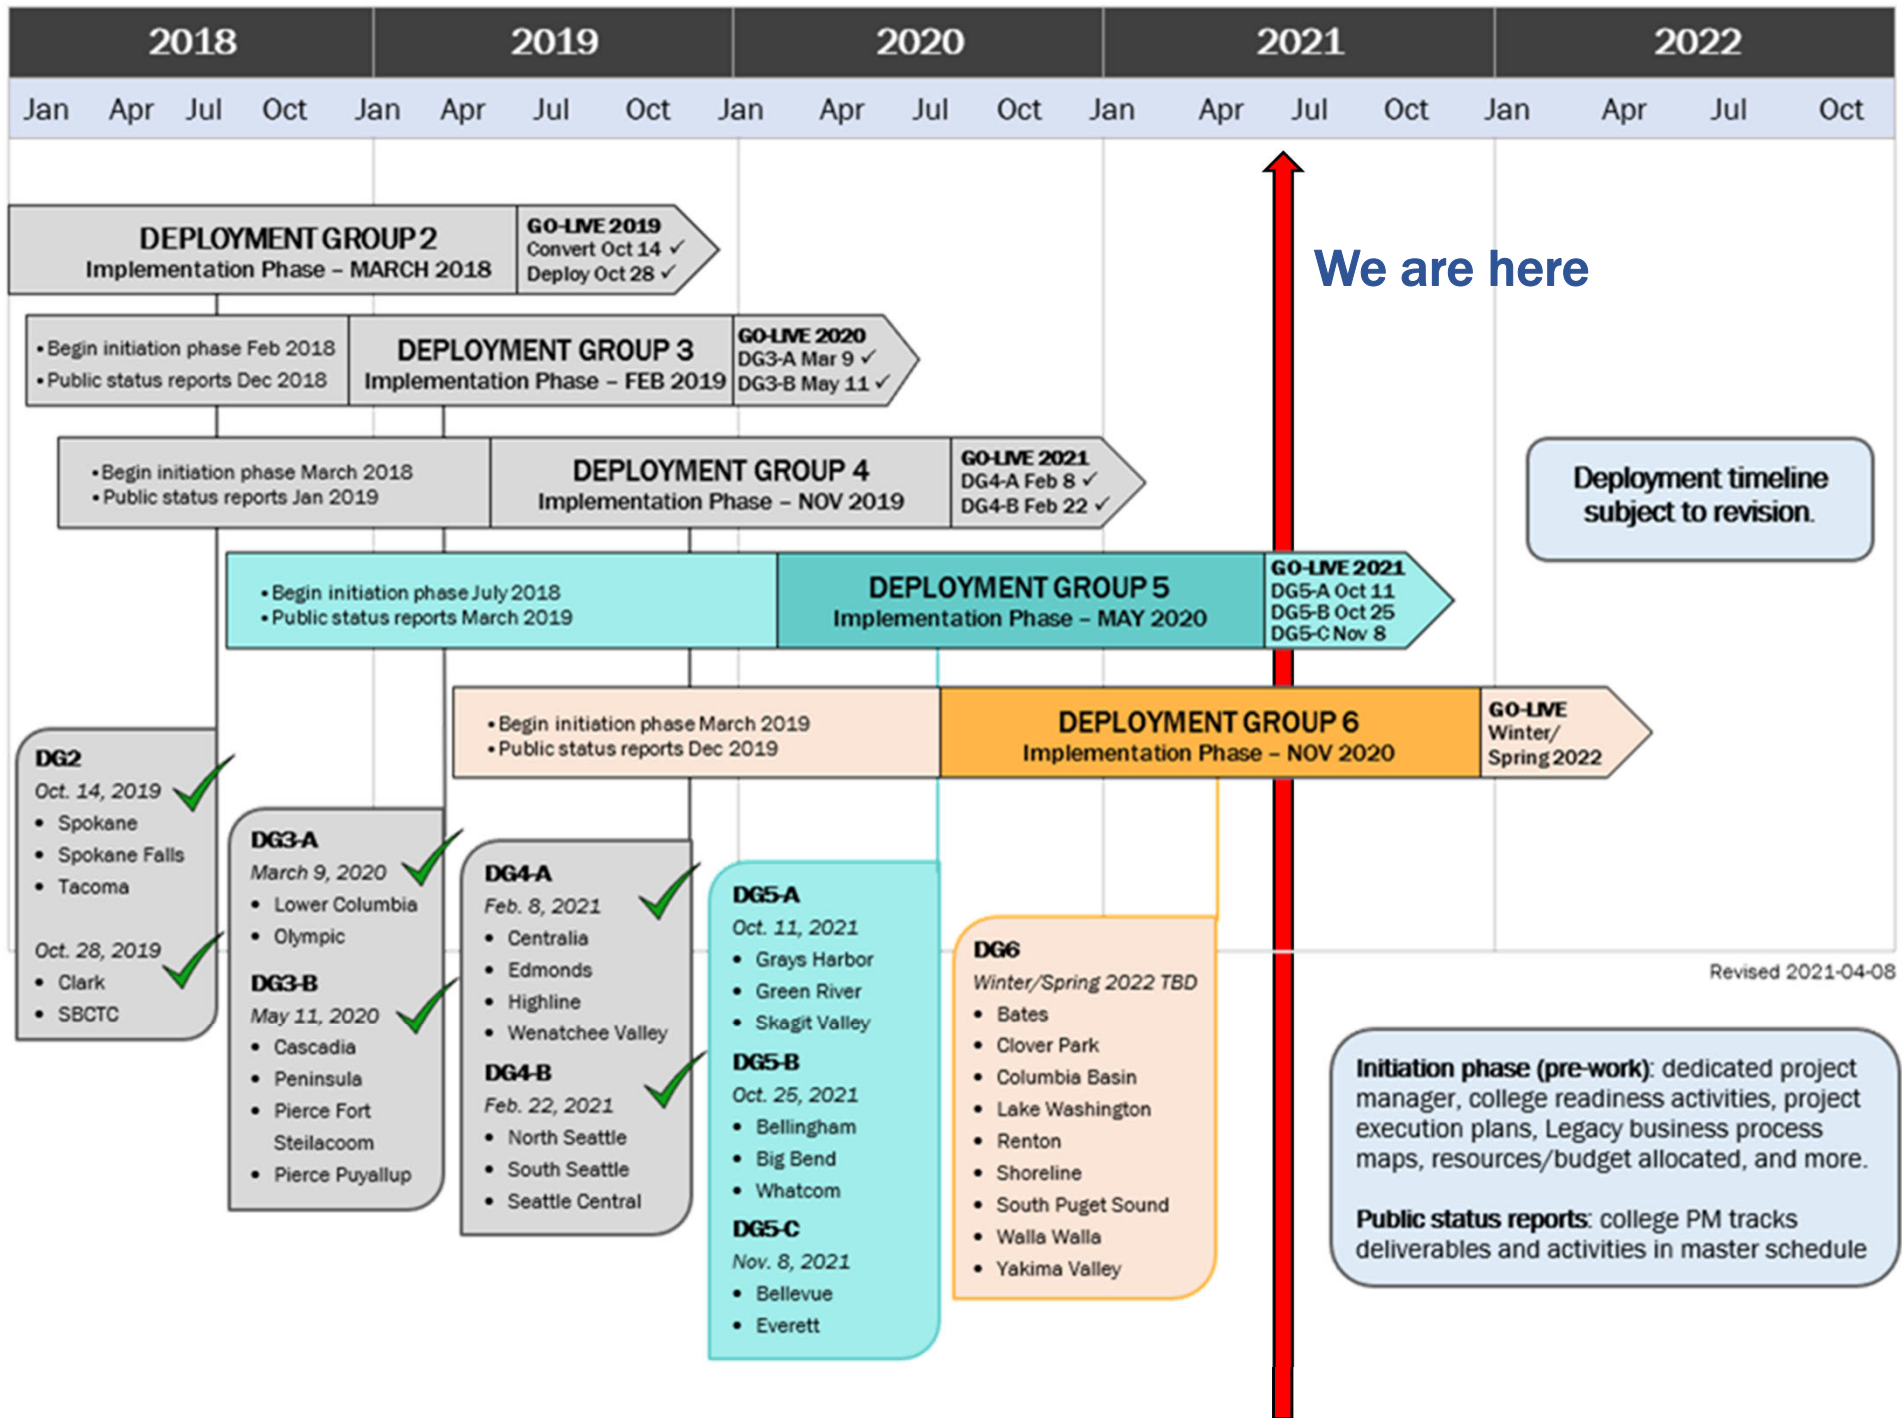 2018 2019 2020 2021 2022
Jan Apr Jul Oct Jan Apr Jul Oct Jan Apr Jul Oct Jan Apr Jul Oct Jan Apr Jul Oct
DEPLOYMENT GROUP 2
Implementation Phase – MARCH 2018
GO-LIVE 2019
Convert Oct 14 ✓
Deploy Oct 28 ✓
We are here
• Begin initiation phase Feb 2018
• Public status reports Dec 2018
DEPLOYMENT GROUP 3
Implementation Phase – FEB 2019
GO-LIVE 2020
DG3-A Mar 9 ✓
DG3-B May 11 ✓
• Begin initiation phase March 2018
• Public status reports Jan 2019
DEPLOYMENT GROUP 4
Implementation Phase – NOV 2019
GO-LIVE 2021
DG4-A Feb 8 ✓
DG4-B Feb 22 ✓
Deployment timeline
subject to revision.
• Begin initiation phase July 2018
• Public status reports March 2019
DEPLOYMENT GROUP 5
Implementation Phase – MAY 2020
GO-LIVE 2021
DG5-A Oct 11
DG5-B Oct 25
DG5-C Nov 8
• Begin initiation phase March 2019
• Public status reports Dec 2019
DEPLOYMENT GROUP 6
Implementation Phase – NOV 2020
GO-LIVE
Winter/
Spring 2022
DG2
Oct. 14, 2019
• Spokane
• Spokane Falls
• Tacoma
Oct. 28, 2019
• Clark
• SBCTC
DG3-A
March 9, 2020
• Lower Columbia
• Olympic
DG3-B
May 11, 2020
• Cascadia
• Peninsula
• Pierce Fort
Steilacoom
• Pierce Puyallup
DG4-A
Feb. 8, 2021
• Centralia
• Edmonds
• Highline
• Wenatchee Valley
DG4-B
Feb. 22, 2021
• North Seattle
• South Seattle
• Seattle Central
DG5-A
Oct. 11, 2021
• Grays Harbor
• Green River
• Skagit Valley
DG5-B
Oct. 25, 2021
• Bellingham
• Big Bend
• Whatcom
DG5-C
Nov. 8, 2021
• Bellevue
• Everett
DG6
Winter/Spring 2022 TBD
• Bates
• Clover Park
• Columbia Basin
• Lake Washington
• Renton
• Shoreline
• South Puget Sound
• Walla Walla
• Yakima Valley
Revised 2021-04-08
Initiation phase (pre-work): dedicated project
manager, college readiness activities, project
execution plans, Legacy business process
maps, resources/budget allocated, and more.
Public status reports: college PM tracks
deliverables and activities in master schedule